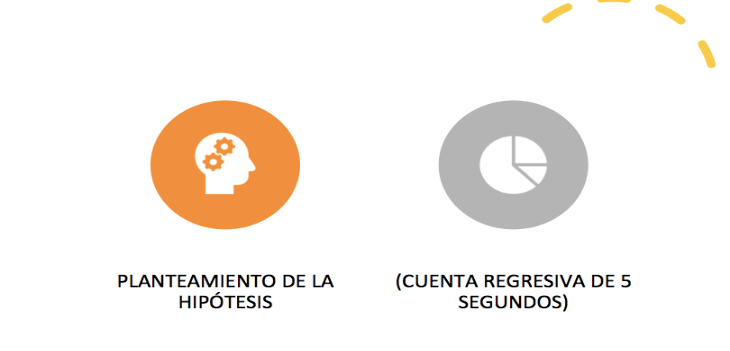 PLANTEAMIENTO DE LA
HIPÓTESIS
(CUENTA REGRESIVA DE 5
SEGUNDOS)